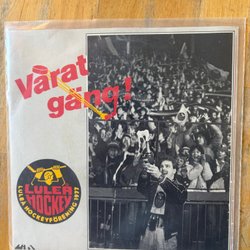 Vårat
gäng!
LULEÅ
HOCKEY
LULEÅ HOCKEYFÖRENING 1977